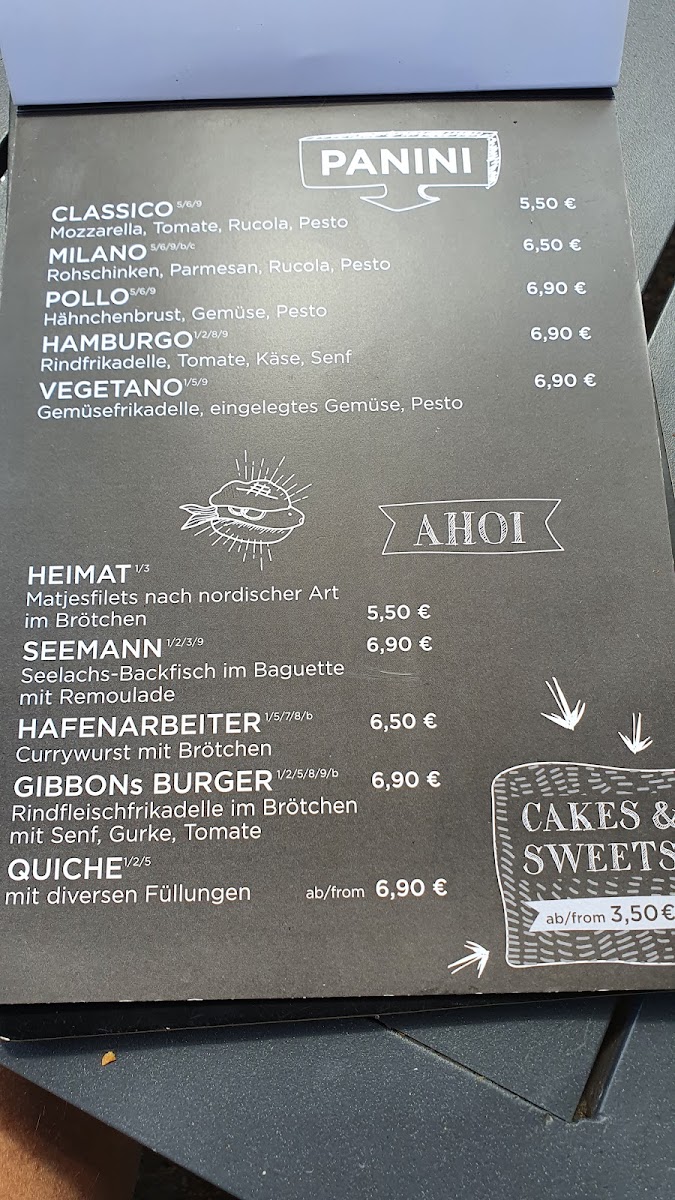 PANINI
CLASSICO 5/6/9 5,50 €
Mozzarella, Tomate, Rucola, Pesto
MILANO 5/6/9/b/c 6,50 €
Rohschinken, Parmesan, Rucola, Pesto
POLLO 5/6/9 6,90 €
Hähnchenbrust, Gemüse, Pesto
HAMBURGO 1/2/8/9 6,90 €
Rindfrikadelle, Tomate, Käse, Senf
VEGETANO 1/5/9 6,90 €
Gemüsefrikadelle, eingelegtes Gemüse, Pesto
AHOI
HEIMAT 1/3
Matjesfilets nach nordischer Art
im Brötchen 5,50 €
SEEMANN 1/2/3/9 6,90 €
Seelachs-Backfisch im Baguette
mit Remoulade
HAFENARBEITER 1/5/7/8/b 6,50 €
Currywurst mit Brötchen
GIBBONs BURGER 1/2/5/8/9/b 6,90 €
Rindfleischfrikadelle im Brötchen
mit Senf, Gurke, Tomate
QUICHE 1/2/5
mit diversen Füllungen ab/from 6,90 €
CAKES &
SWEETS
ab/from 3,50 €